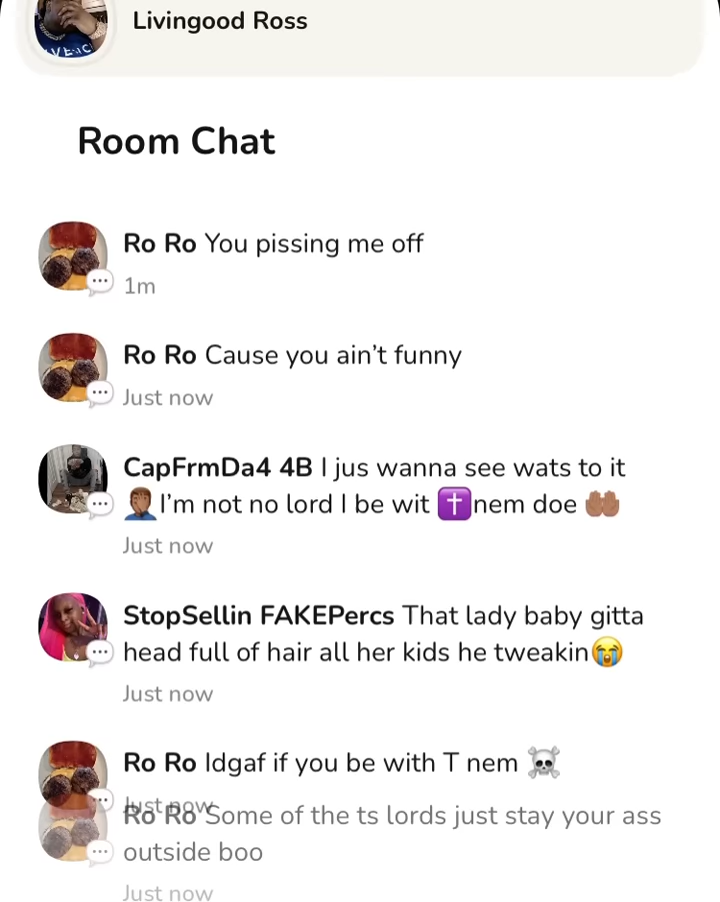 Livingood Ross
Room Chat
Ro Ro You pissing me off
1m
Ro Ro Cause you ain't funny
Just now
CapFrmDa4 4B I jus wanna see wats to it
🤦🏾‍♂️I'm not no lord I be wit ✝️nem doe 🤲🏾
Just now
StopSellin FAKEPercs That lady baby gitta
head full of hair all her kids he tweakin😭
Just now
Ro Ro Idgaf if you be with T nem ☠️
Just now
Ro Ro Some of the ts lords just stay your ass
outside boo
Just now